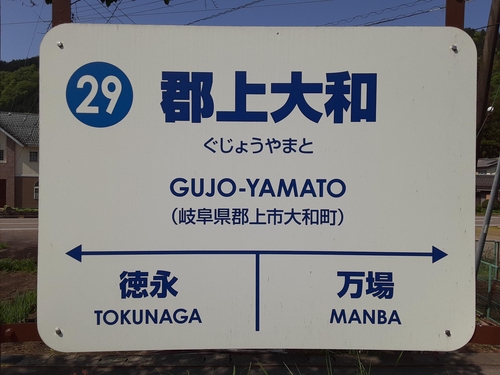 29 郡上大和
ぐじょうやまと
GUJO-YAMATO
(岐阜県郡上市大和町)
徳永 万場
TOKUNAGA MANBA